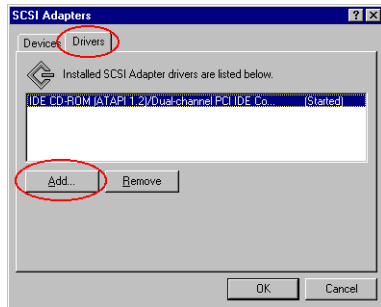 SCSI Adapters
Devices Drivers
Installed SCSI Adapter drivers are listed below.
IDE CD-ROM (ATAPI 1.2)/Dual-channel PCI IDE Co... (Started)
Add... Remove
OK Cancel